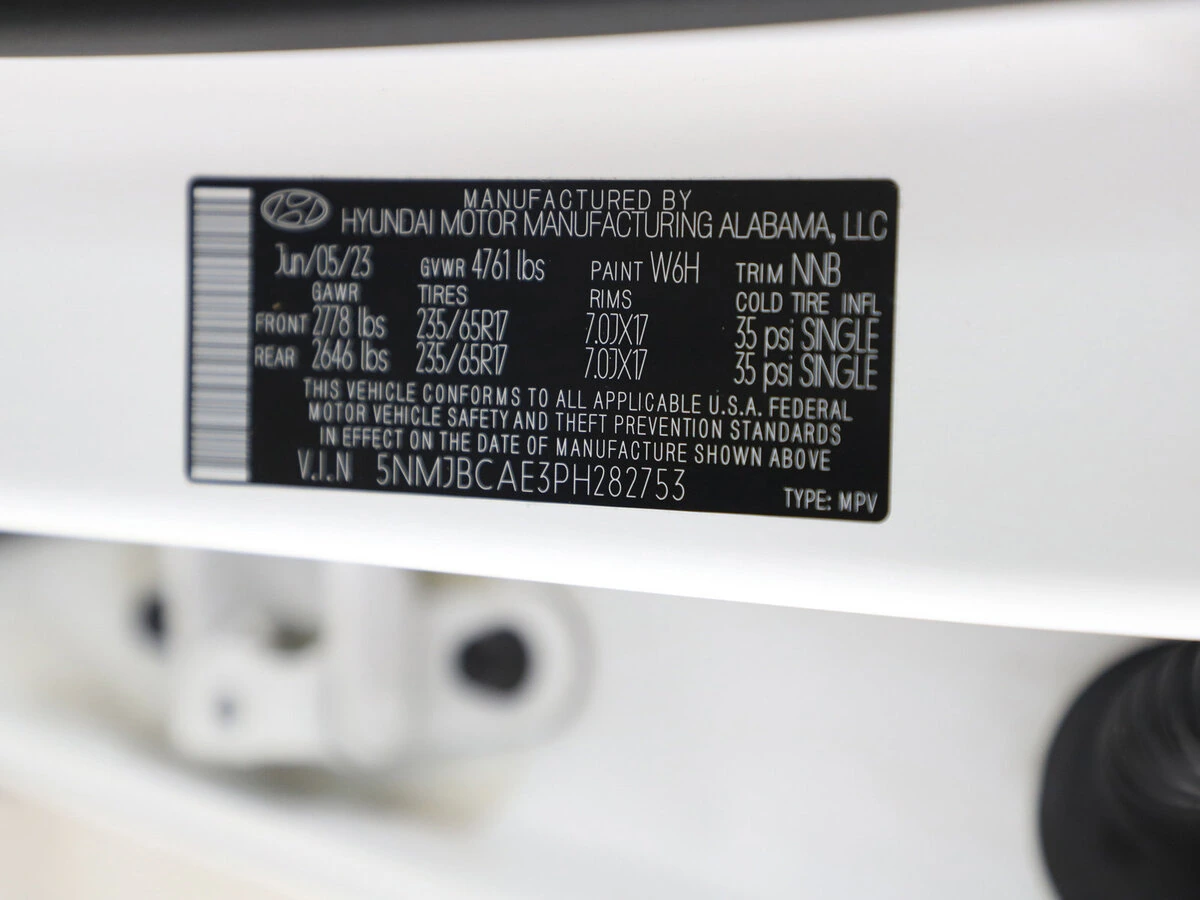 MANUFACTURED BY
HYUNDAI MOTOR MANUFACTURING ALABAMA, LLC
Jun/05/23 GVWR 4761 lbs PAINT W6H TRIM NNB
GAWR TIRES RIMS COLD TIRE INFL
FRONT 2778 lbs 235/65R17 7.0JX17 35 psi SINGLE
REAR 2646 lbs 235/65R17 7.0JX17 35 psi SINGLE
THIS VEHICLE CONFORMS TO ALL APPLICABLE U.S.A. FEDERAL
MOTOR VEHICLE SAFETY AND THEFT PREVENTION STANDARDS
IN EFFECT ON THE DATE OF MANUFACTURE SHOWN ABOVE
V.I.N 5NMJBCAE3PH282753
TYPE: MPV